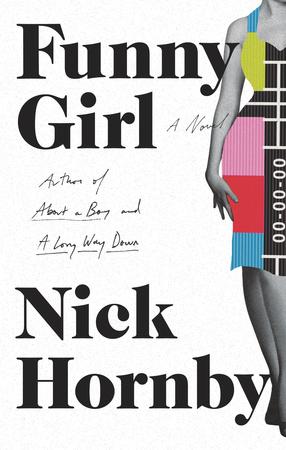 Funny
Girl
A Novel
Author of
About a Boy and
A Long Way Down
00-00-00
Nick
Hornby